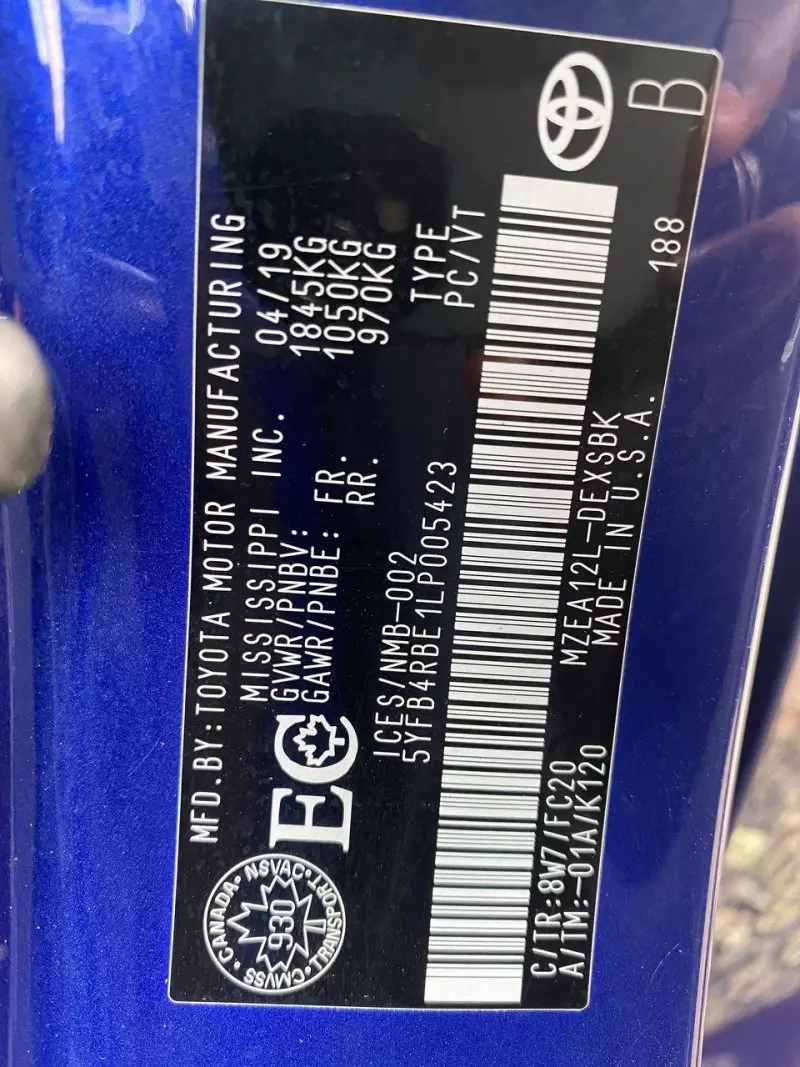 MFD.BY:TOYOTA MOTOR MANUFACTURING
MISSISSIPPI INC. 04/19
GVWR/PNBV: 1845KG
GAWR/PNBE: FR. 1050KG
RR. 970KG
ICES/NMB-002 TYPE
5YFB4RBE1LP005423 PC/VT
EC
CANADA • NSVAC • TRANSPORT • CMVSS
930
C/TR:8W7/FC20 MZEA12L-DEXSBK
A/TM:-01A/K120 MADE IN U.S.A. 188
B